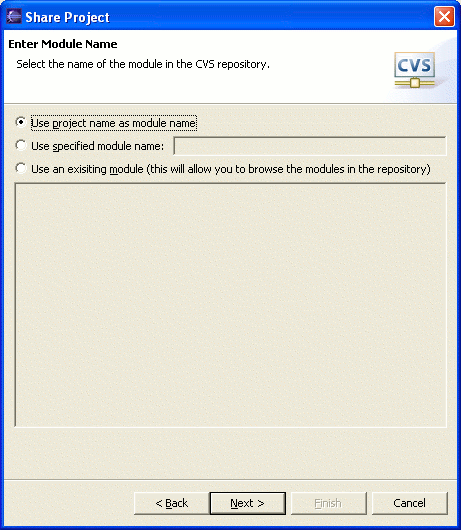 Share Project
Enter Module Name
Select the name of the module in the CVS repository.
CVS
Use project name as module name
Use specified module name:
Use an exisiting module (this will allow you to browse the modules in the repository)
< Back
Next >
Finish
Cancel